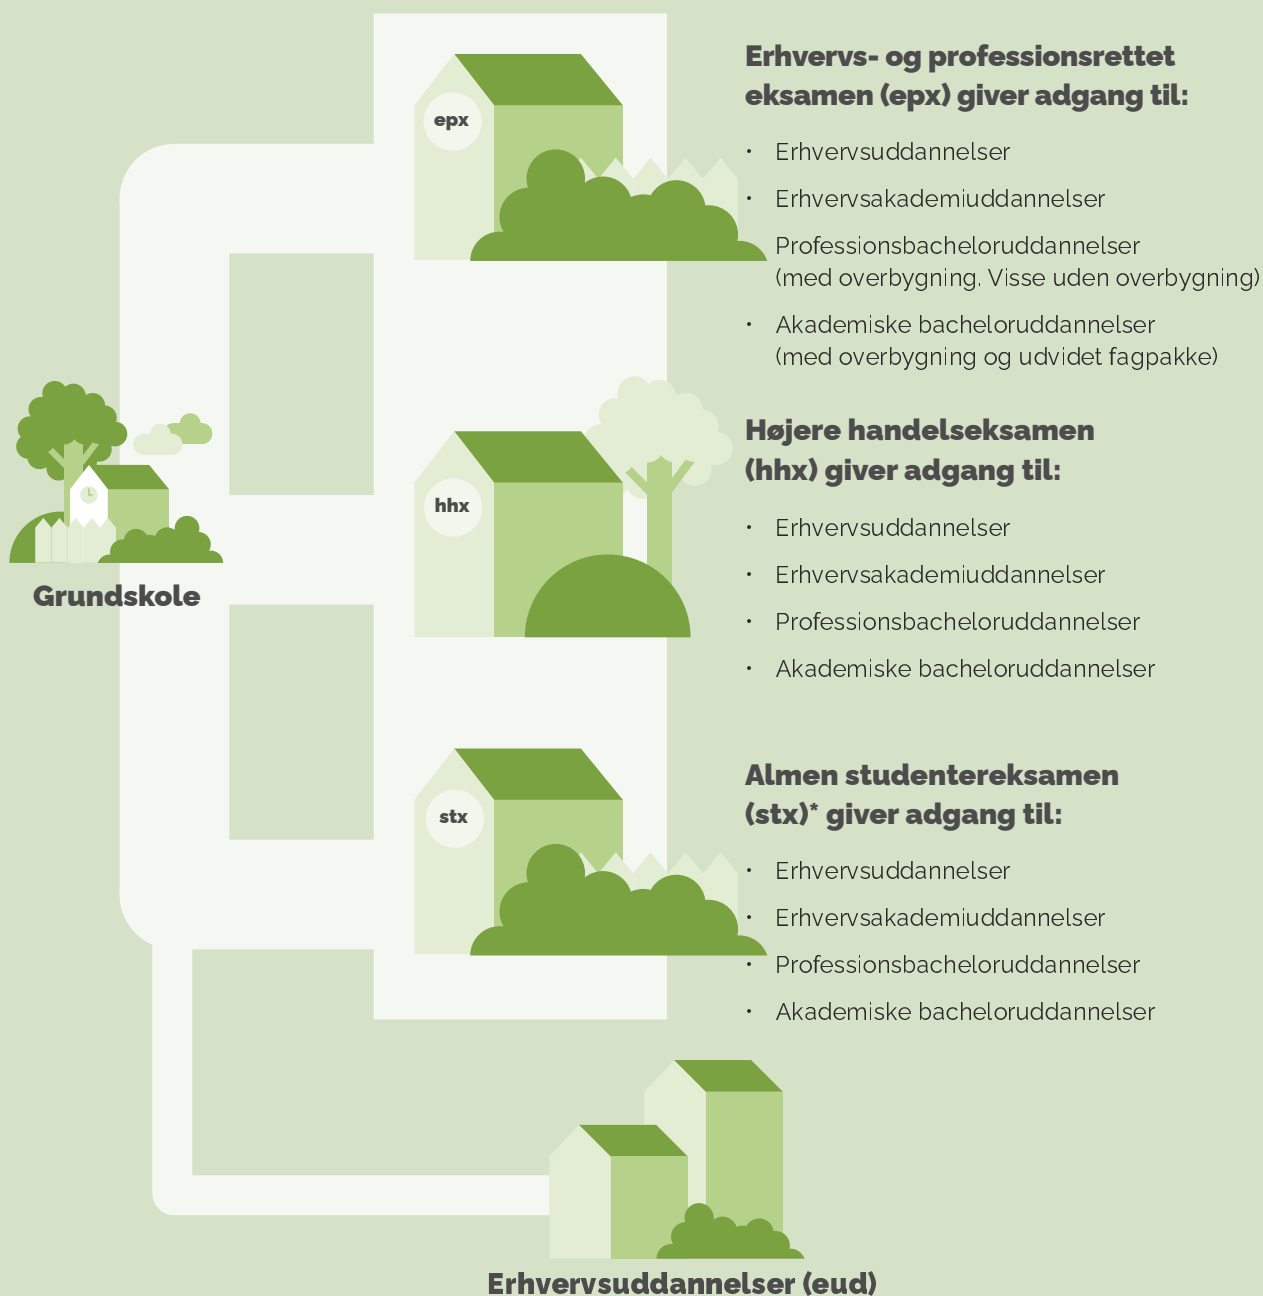 Erhvervs- og professionsrettet
eksamen (epx) giver adgang til:
• Erhvervsuddannelser
• Erhvervsakademiuddannelser
Professionsbacheloruddannelser
(med overbygning. Visse uden overbygning)
• Akademiske bacheloruddannelser
(med overbygning og udvidet fagpakke)
epx
Højere handelseksamen
(hhx) giver adgang til:
• Erhvervsuddannelser
• Erhvervsakademiuddannelser
• Professionsbacheloruddannelser
• Akademiske bacheloruddannelser
hhx
Grundskole
Almen studentereksamen
(stx)* giver adgang til:
• Erhvervsuddannelser
• Erhvervsakademiuddannelser
• Professionsbacheloruddannelser
• Akademiske bacheloruddannelser
stx
Erhvervsuddannelser (eud)